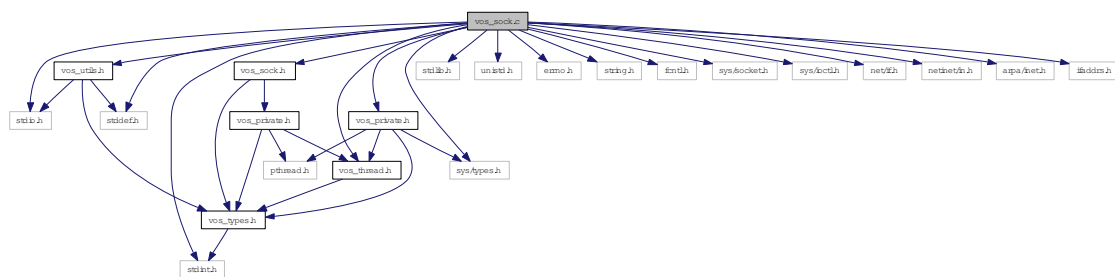 vos_sock.c
vos_utils.h
vos_sock.h
stdlib.h
unistd.h
errno.h
string.h
fcntl.h
sys/socket.h
sys/ioctl.h
net/if.h
netinet/in.h
arpa/inet.h
ifaddrs.h
stdio.h
stddef.h
vos_private.h
vos_private.h
pthread.h
vos_thread.h
sys/types.h
vos_types.h
stdint.h